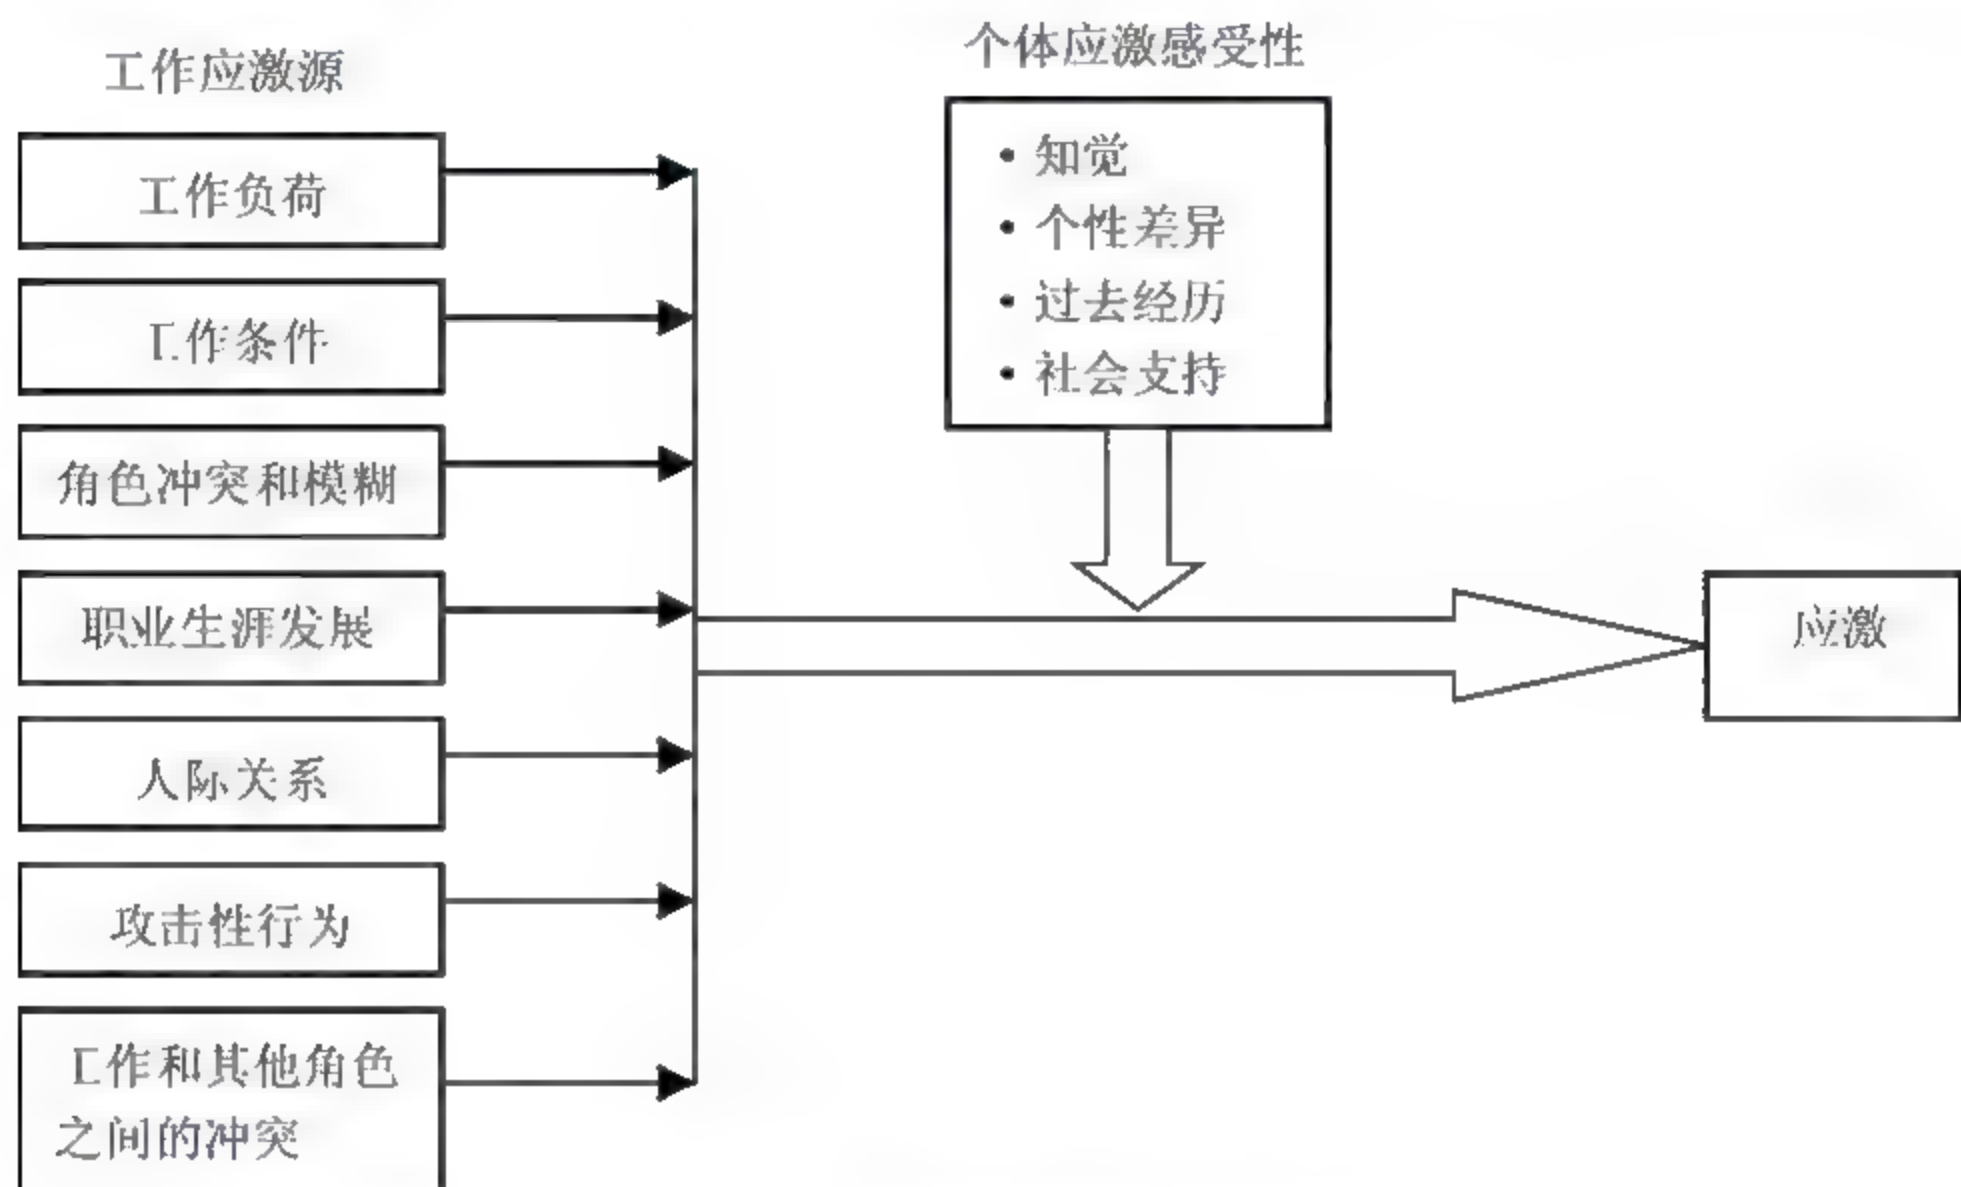 工作应激源
工作负荷
工作条件
角色冲突和模糊
职业生涯发展
人际关系
攻击性行为
工作和其他角色
之间的冲突
个体应激感受性
• 知觉
• 个性差异
• 过去经历
• 社会支持
应激